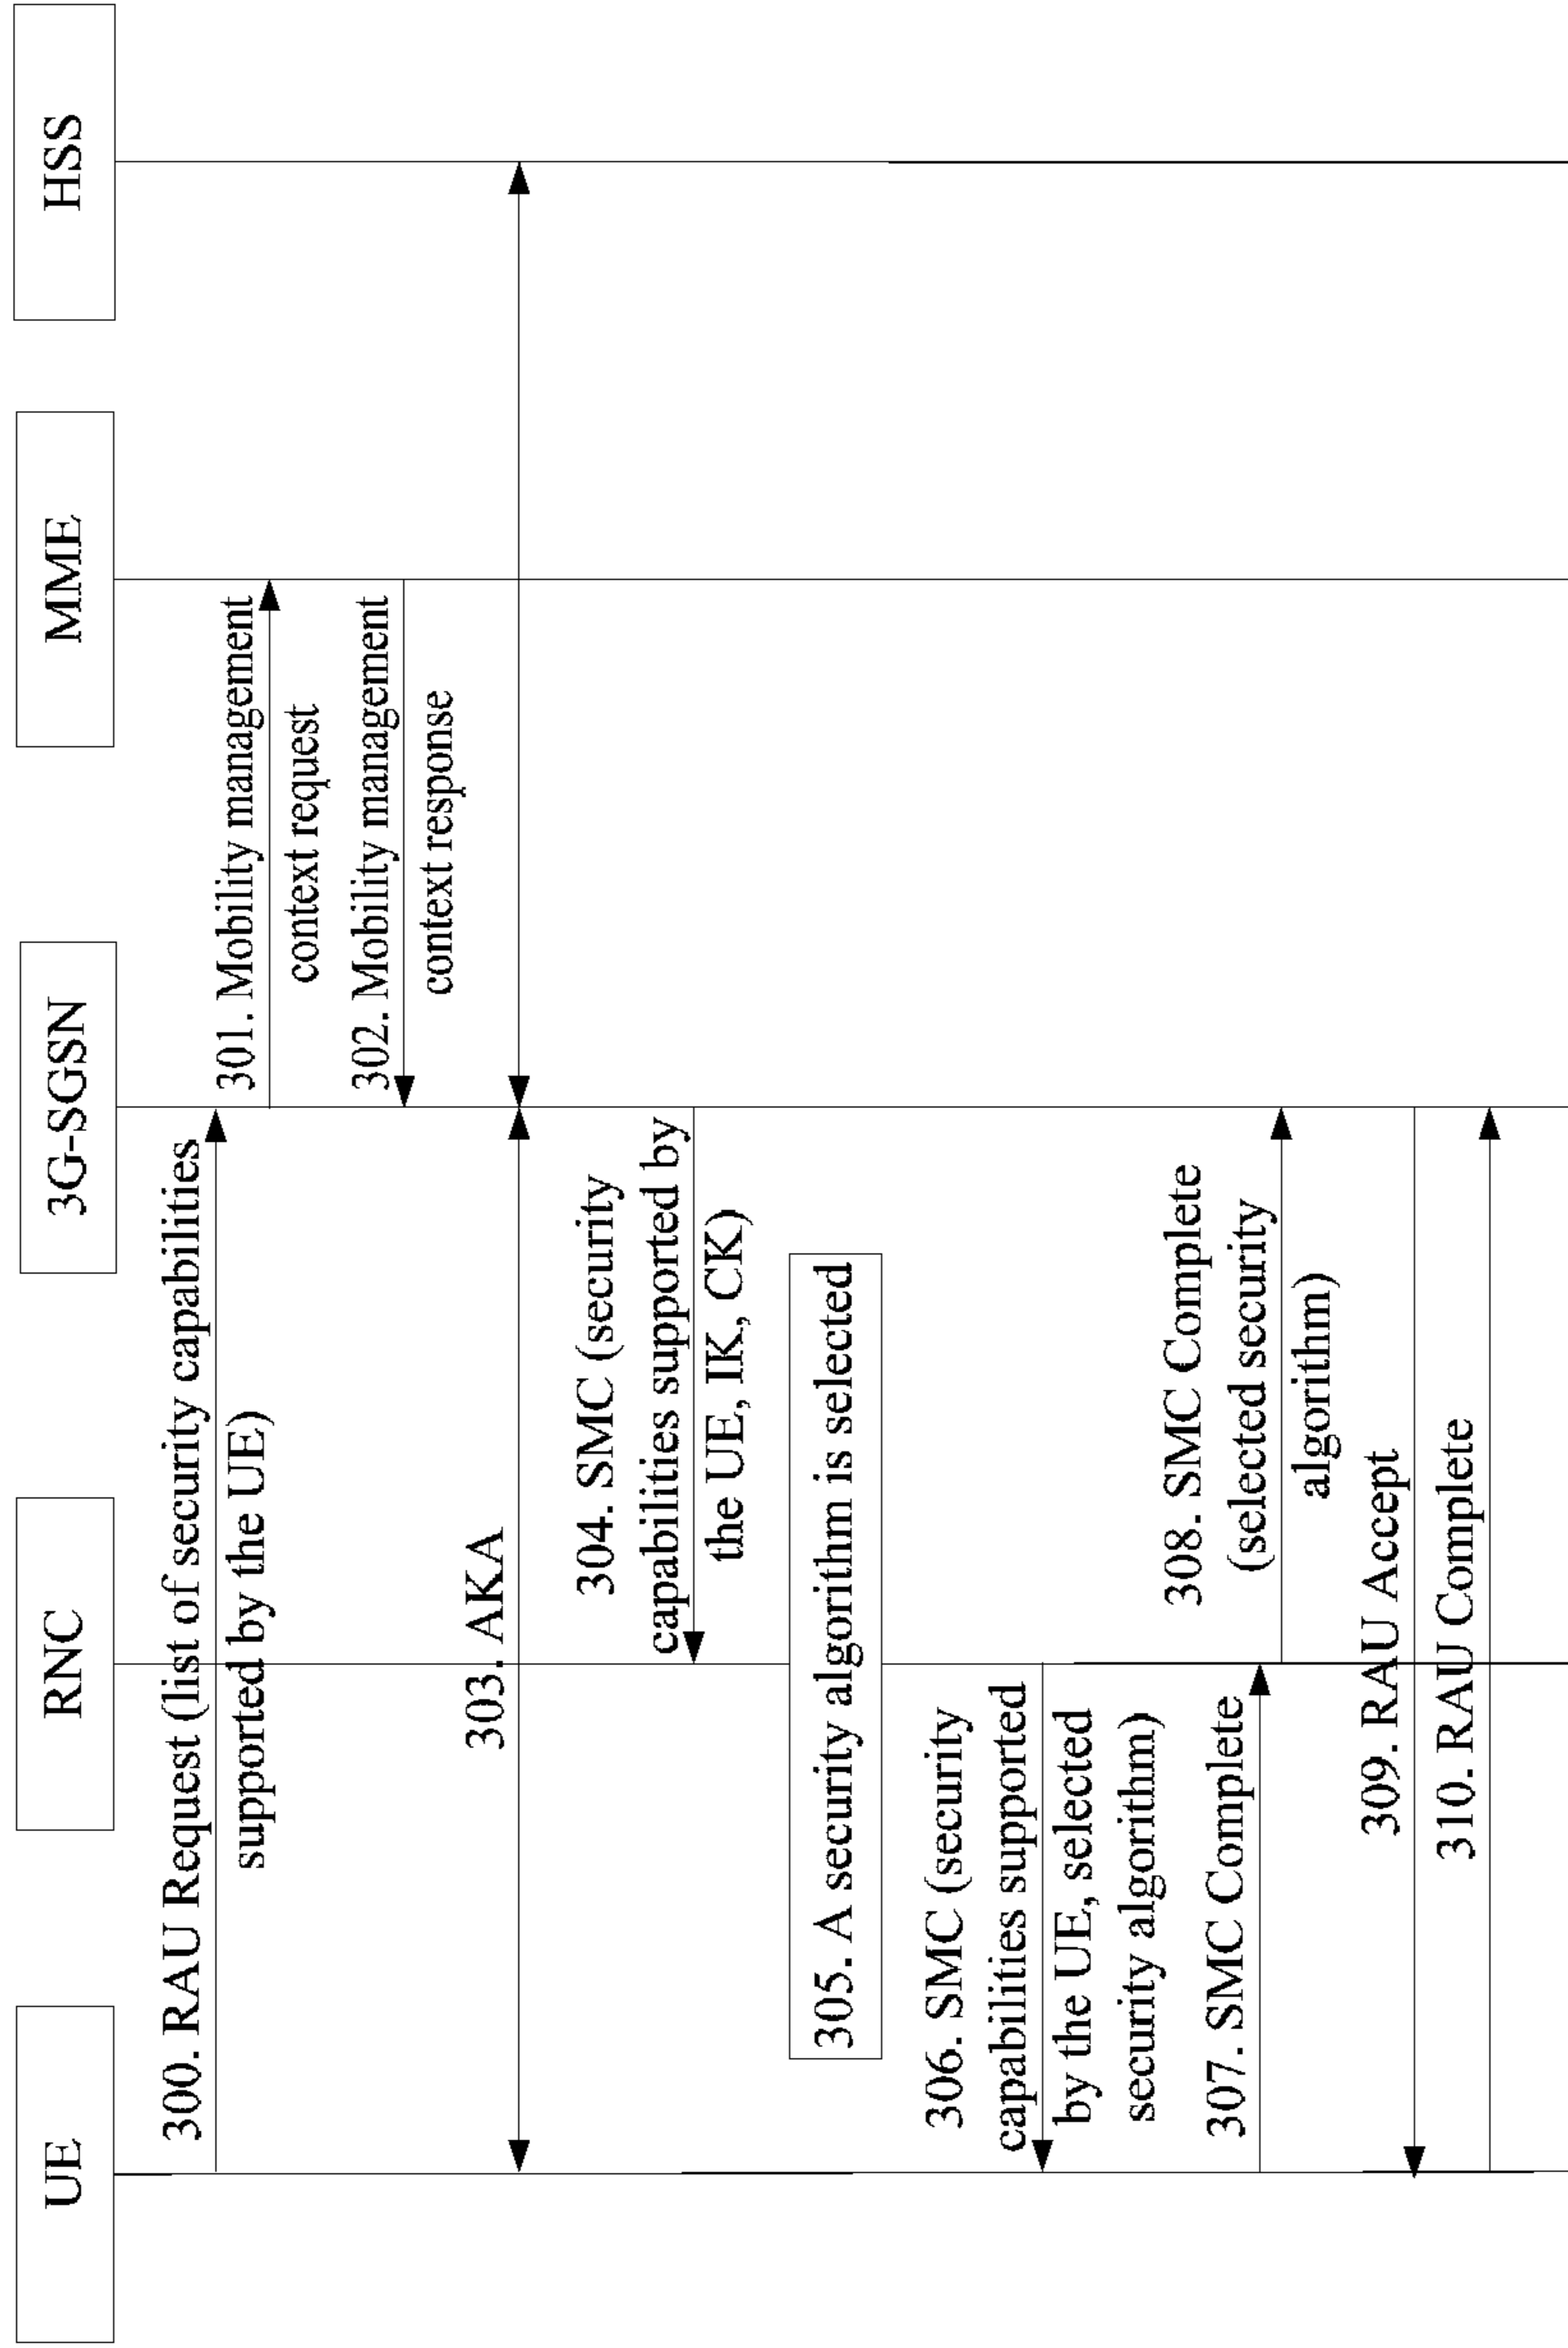 UE
RNC
3G-SGSN
MME
HSS
300. RAU Request (list of security capabilities
supported by the UE)
301. Mobility management
context request
302. Mobility management
context response
303. AKA
304. SMC (security
capabilities supported by
the UE, IK, CK)
305. A security algorithm is selected
306. SMC (security
capabilities supported
by the UE, selected
security algorithm)
307. SMC Complete
308. SMC Complete
(selected security
algorithm)
309. RAU Accept
310. RAU Complete